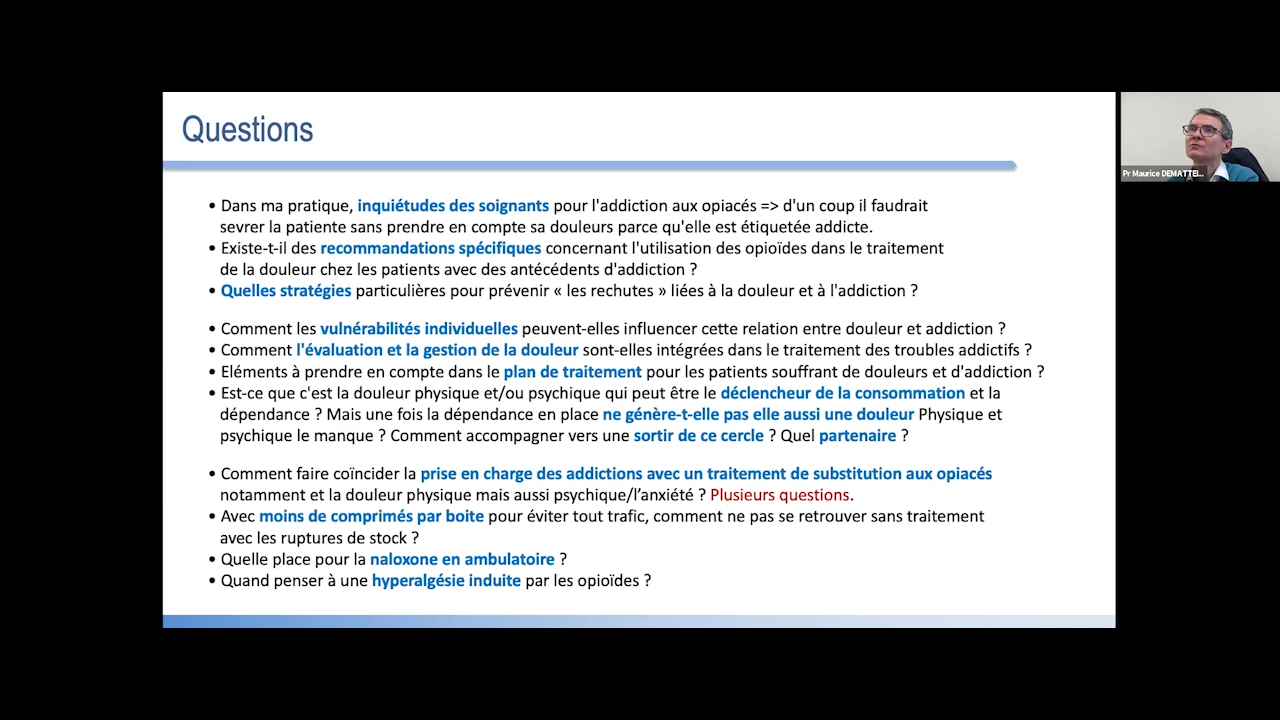 Questions
• Dans ma pratique, inquiétudes des soignants pour l'addiction aux opiacés => d'un coup il faudrait
sevrer la patiente sans prendre en compte sa douleurs parce qu'elle est étiquetée addicte.
• Existe-t-il des recommandations spécifiques concernant l'utilisation des opioïdes dans le traitement
de la douleur chez les patients avec des antécédents d'addiction ?
• Quelles stratégies particulières pour prévenir « les rechutes » liées à la douleur et à l'addiction ?
• Comment les vulnérabilités individuelles peuvent-elles influencer cette relation entre douleur et addiction ?
• Comment l'évaluation et la gestion de la douleur sont-elles intégrées dans le traitement des troubles addictifs ?
• Eléments à prendre en compte dans le plan de traitement pour les patients souffrant de douleurs et d'addiction ?
• Est-ce que c'est la douleur physique et/ou psychique qui peut être le déclencheur de la consommation et la
dépendance ? Mais une fois la dépendance en place ne génère-t-elle pas elle aussi une douleur Physique et
psychique le manque ? Comment accompagner vers une sortir de ce cercle ? Quel partenaire ?
• Comment faire coïncider la prise en charge des addictions avec un traitement de substitution aux opiacés
notamment et la douleur physique mais aussi psychique/l’anxiété ? Plusieurs questions.
• Avec moins de comprimés par boite pour éviter tout trafic, comment ne pas se retrouver sans traitement
avec les ruptures de stock ?
• Quelle place pour la naloxone en ambulatoire ?
• Quand penser à une hyperalgésie induite par les opioïdes ?
Pr Maurice DEMATTEI...